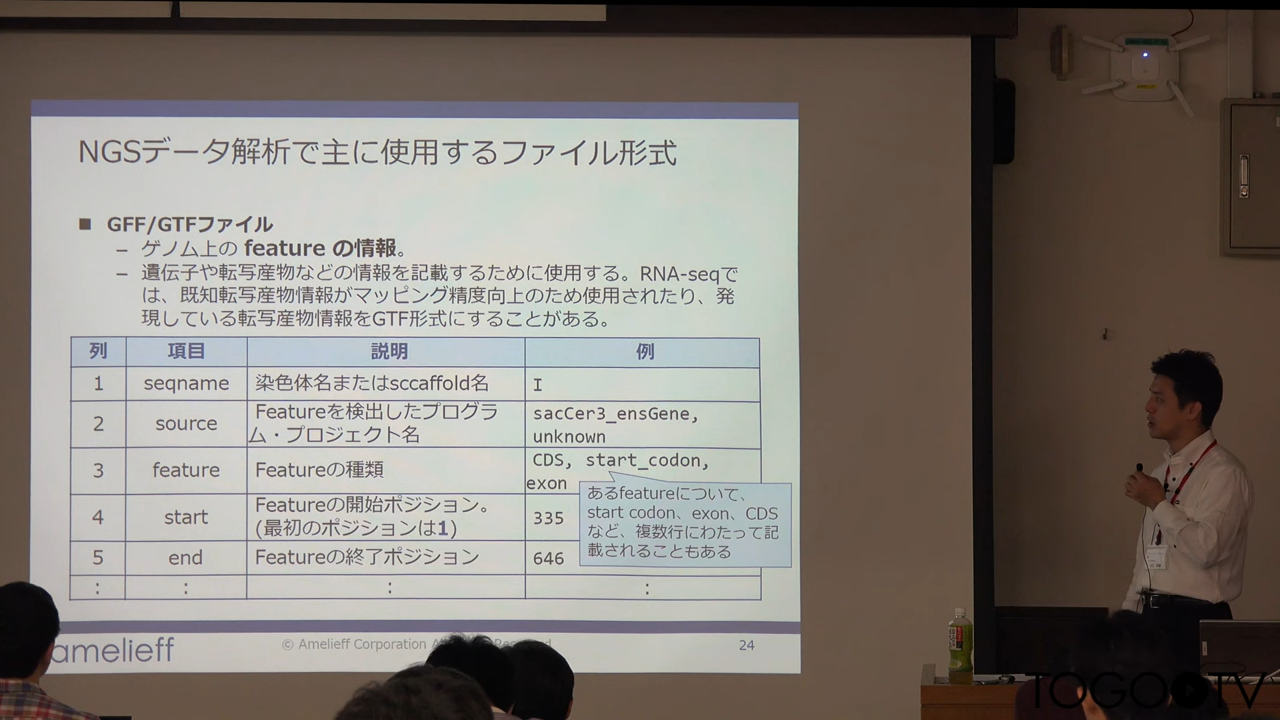 NGSデータ解析で主に使用するファイル形式
■ GFF/GTFファイル
– ゲノム上の feature の情報。
– 遺伝子や転写産物などの情報を記載するために使用する。RNA-seqで
は、既知転写産物情報がマッピング精度向上のため使用されたり、発
現している転写産物情報をGTF形式にすることがある。
列 項目 説明 例
1 seqname 染色体名またはsccaffold名 I
2 source Featureを検出したプログラ
ム・プロジェクト名 sacCer3_ensGene,
unknown
3 feature Featureの種類 CDS, start_codon,
exon
4 start Featureの開始ポジション。
(最初のポジションは1) 335
5 end Featureの終了ポジション 646
: : : :
あるfeatureについて、
start codon、exon、CDS
など、複数行にわたって記
載されることもある
amelieff
© Amelieff Corporation
24
TOGOTV